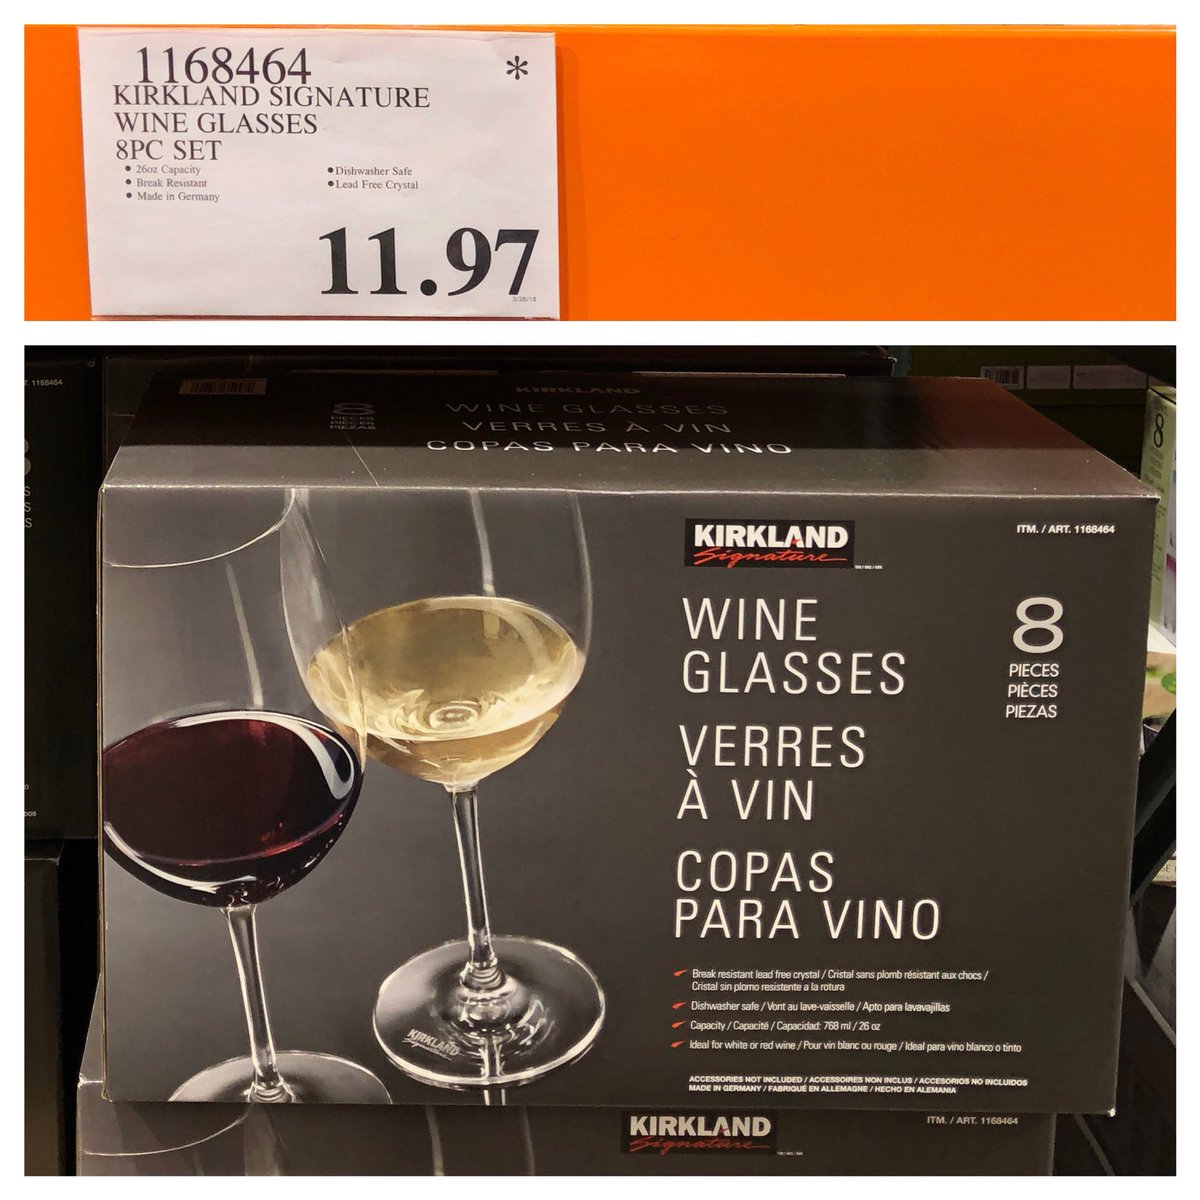 1168464
*
KIRKLAND SIGNATURE
WINE GLASSES
8PC SET
• 26oz Capacity
• Break Resistant
• Made in Germany
• Dishwasher Safe
• Lead Free Crystal
11.97
3/28/18
T. 1168464
KIRKLAND
8
PIECES
PIÈCES
PIEZAS
WINE GLASSES
VERRES À VIN
COPAS PARA VINO
KIRKLAND
Signature
ITM. / ART. 1168464
WINE
GLASSES
8
PIECES
PIÈCES
PIEZAS
VERRES
À VIN
COPAS
PARA VINO
Break resistant lead free crystal / Cristal sans plomb résistant aux chocs /
Cristal sin plomo resistente a la rotura
Dishwasher safe / Vont au lave-vaisselle / Apto para lavavajillas
Capacity / Capacité / Capacidad: 768 ml / 26 oz
Ideal for white or red wine / Pour vin blanc ou rouge / Ideal para vino blanco o tinto
ACCESSORIES NOT INCLUDED / ACCESSOIRES NON INCLUS / ACCESORIOS NO INCLUIDOS
MADE IN GERMANY / FABRIQUÉ EN ALLEMAGNE / HECHO EN ALEMANIA
KIRKLAND
Signature
8
KIRKLAND
Signature
ITM. / ART. 1168464